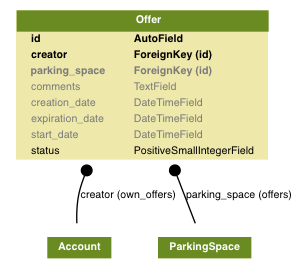 Offer
id AutoField
creator ForeignKey (id)
parking_space ForeignKey (id)
comments TextField
creation_date DateTimeField
expiration_date DateTimeField
start_date DateTimeField
status PositiveSmallIntegerField
creator (own_offers) parking_space (offers)
Account ParkingSpace